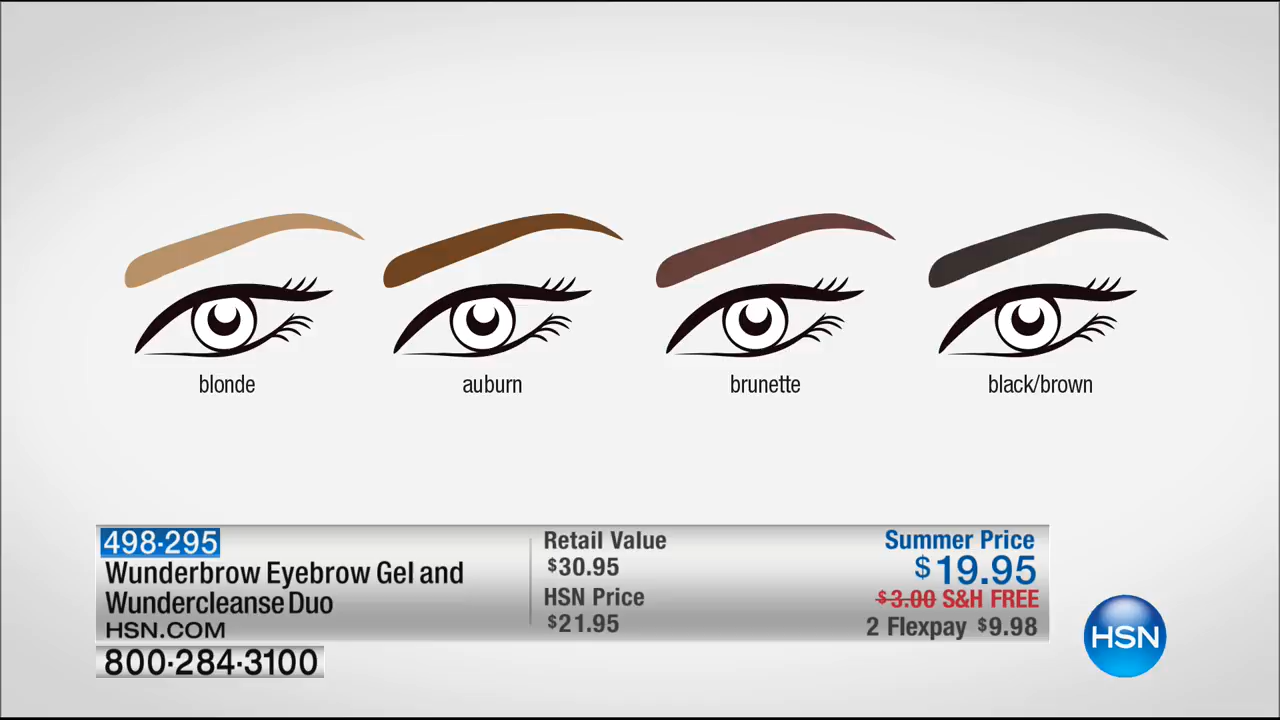 blonde
auburn
brunette
black/brown
498·295
Wunderbrow Eyebrow Gel and
Wundercleanse Duo
HSN.COM
800·284·3100
Retail Value
$30.95
HSN Price
$21.95
Summer Price
$19.95
$3.00 S&H FREE
2 Flexpay $9.98
HSN